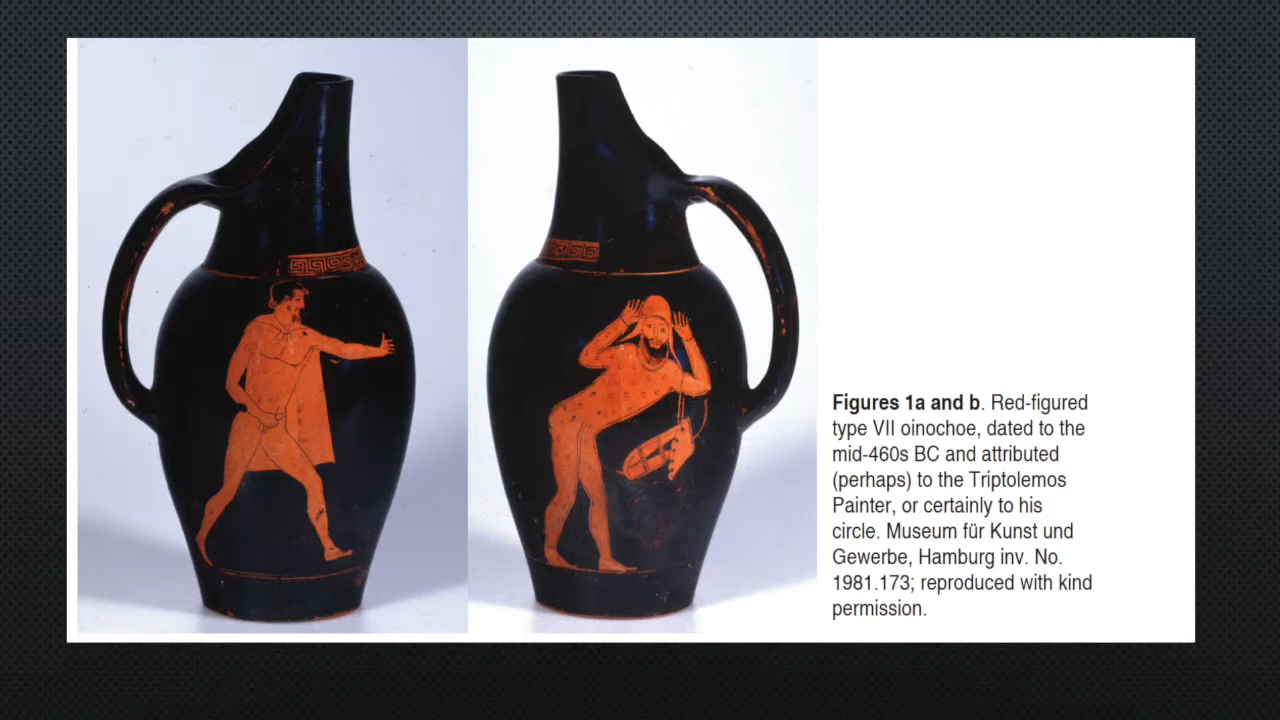 Figures 1a and b. Red-figured
type VII oinochoe, dated to the
mid-460s BC and attributed
(perhaps) to the Triptolemos
Painter, or certainly to his
circle. Museum für Kunst und
Gewerbe, Hamburg inv. No.
1981.173; reproduced with kind
permission.